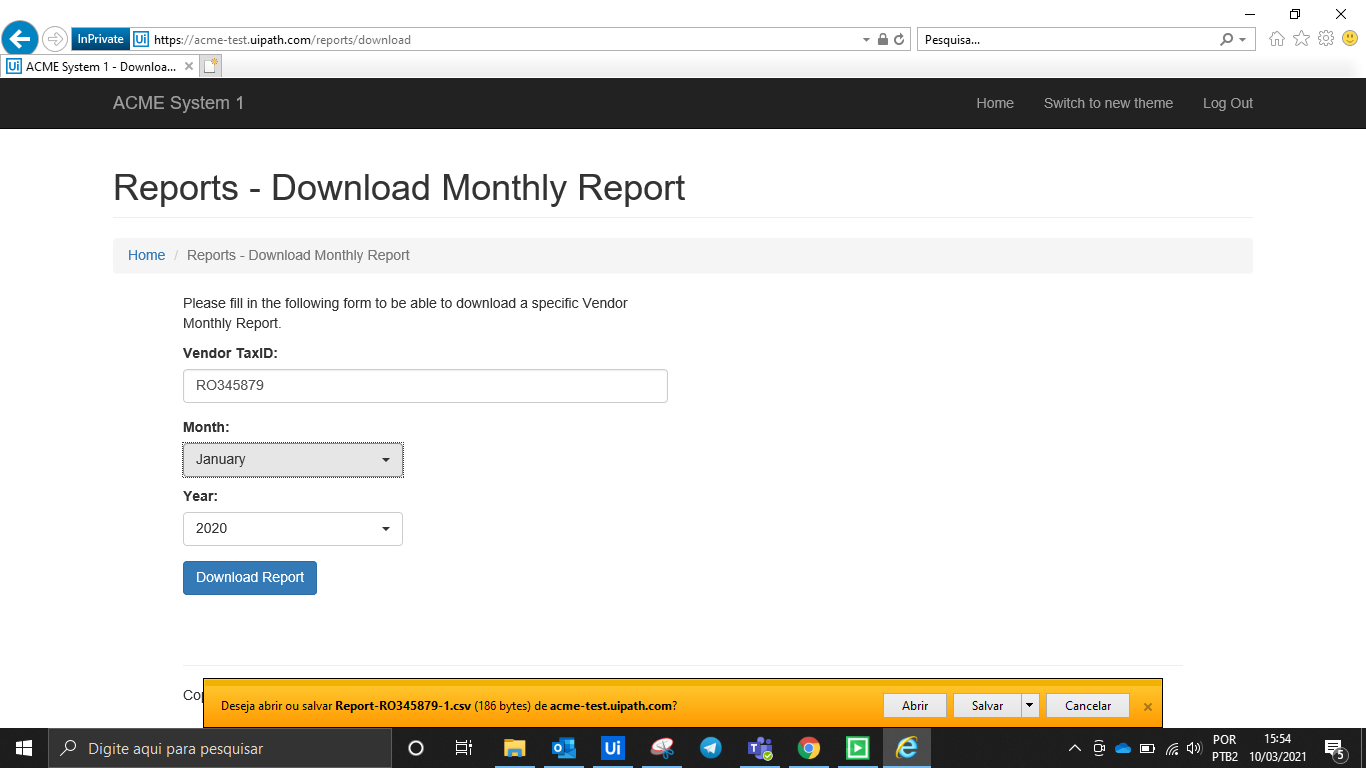 InPrivate
Ui
https://acme-test.uipath.com/reports/download
Pesquisa...
Ui
ACME System 1 - Downloa...
ACME System 1
Home
Switch to new theme
Log Out
Reports - Download Monthly Report
Home / Reports - Download Monthly Report
Please fill in the following form to be able to download a specific Vendor
Monthly Report.
Vendor TaxID:
RO345879
Month:
January
Year:
2020
Download Report
Deseja abrir ou salvar Report-RO345879-1.csv (186 bytes) de acme-test.uipath.com?
Abrir
Salvar
Cancelar
Digite aqui para pesquisar
Ui
POR
PTB2
15:54
10/03/2021
5